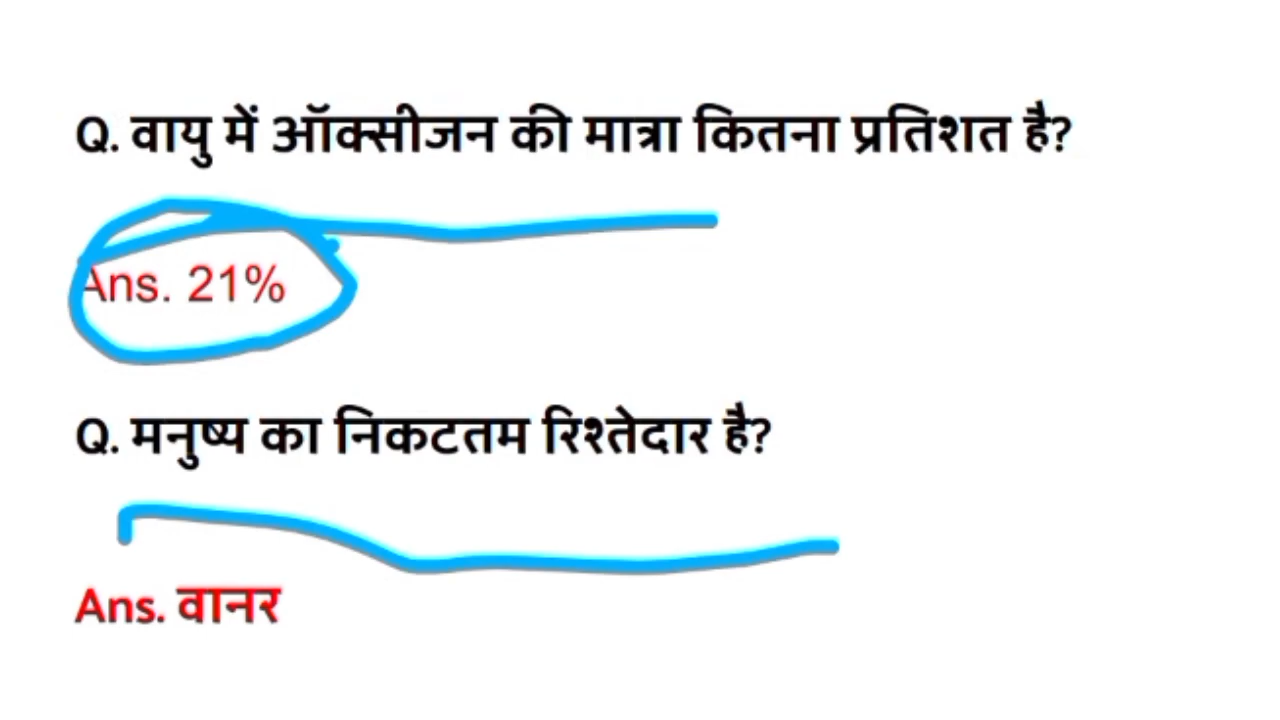 Q. वायु में ऑक्सीजन की मात्रा कितना प्रतिशत है?
Ans. 21%
Q. मनुष्य का निकटतम रिश्तेदार है?
Ans. वानर